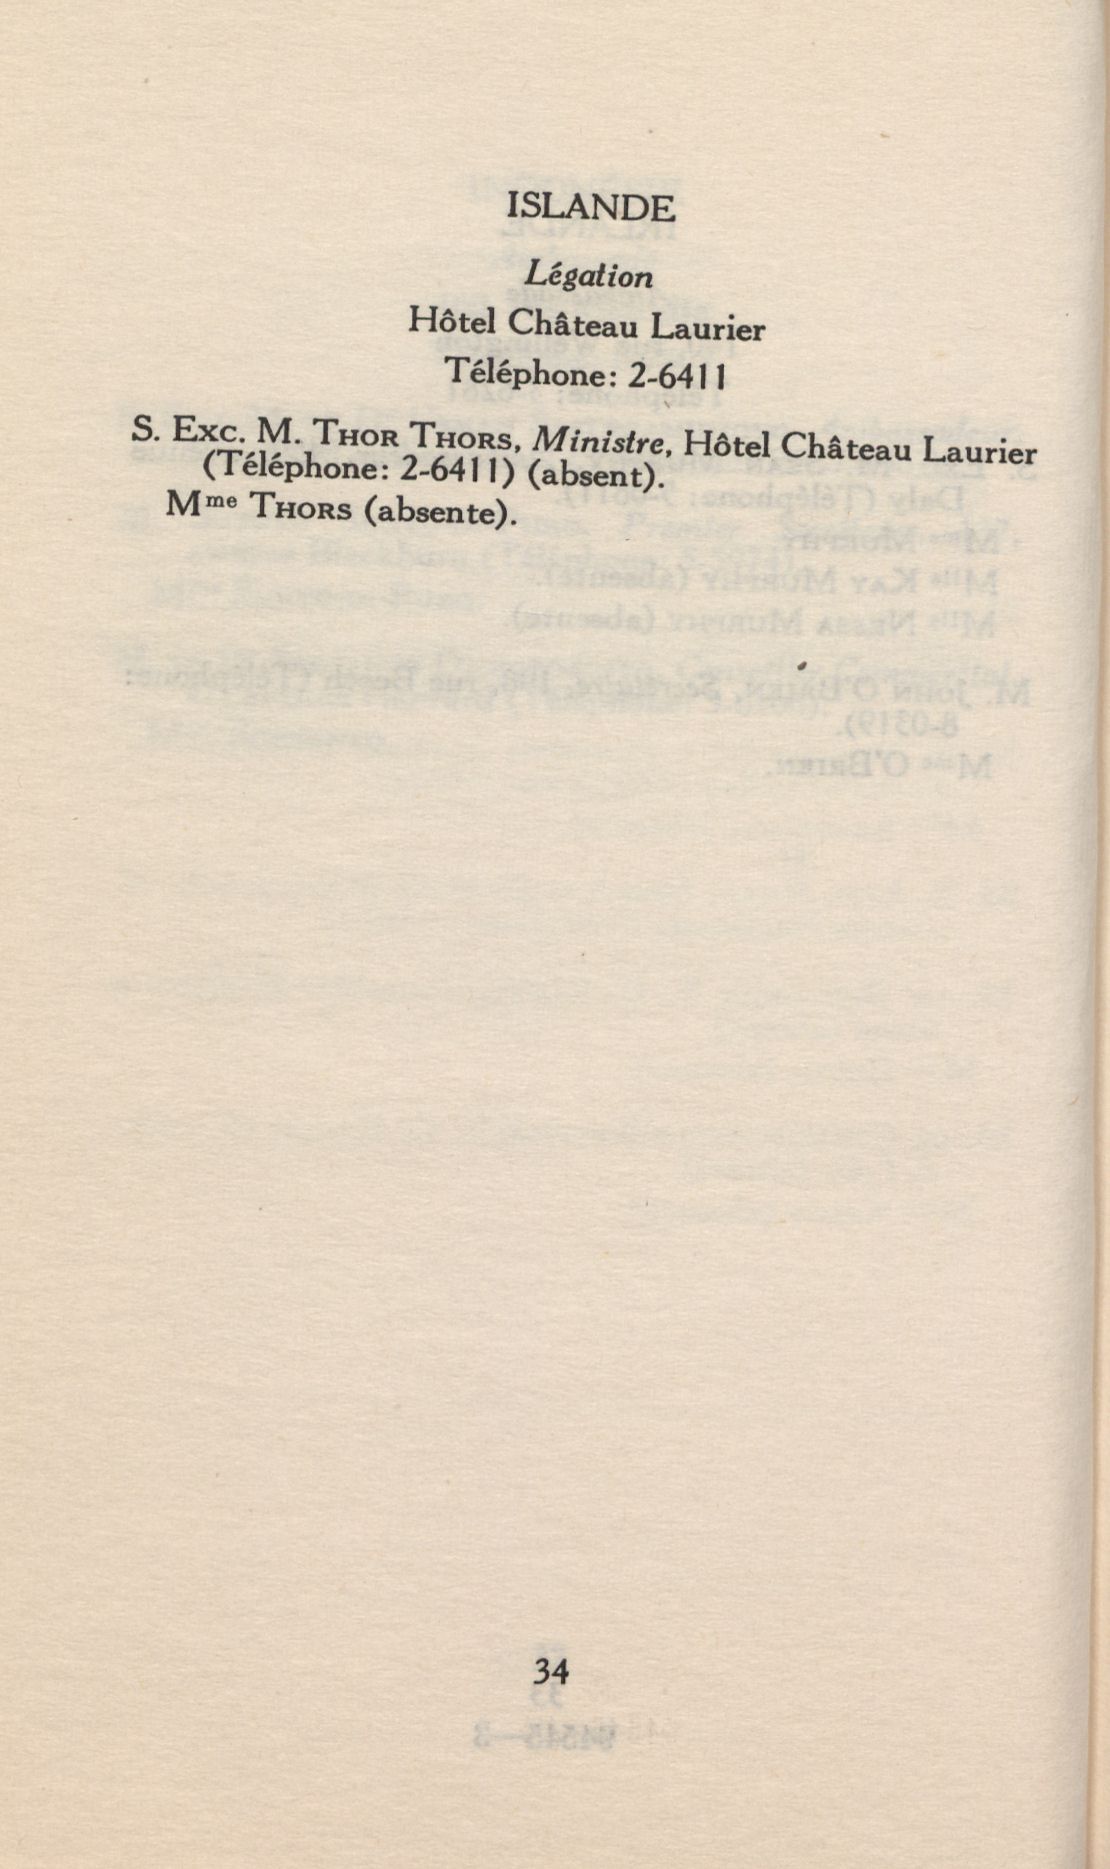 ISLANDE
Légation
Hôtel Château Laurier
Téléphone: 2-6411
S. Exc. M. Thor Thors, Ministre, Hôtel Château Laurier
(Téléphone: 2-6411) (absent).
Mme Thors (absente).
34